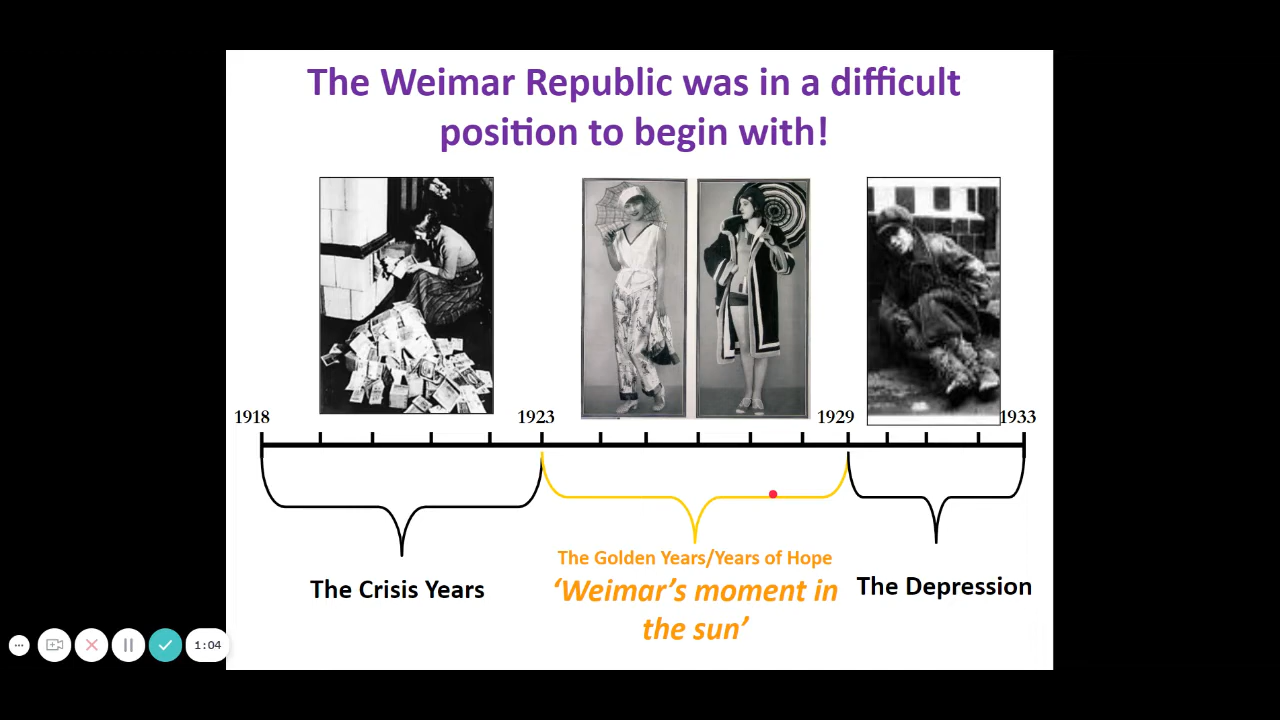 The Weimar Republic was in a difficult
position to begin with!
1918
1923
1929
1933
The Crisis Years
The Golden Years/Years of Hope
‘Weimar’s moment in
the sun’
The Depression
1:04